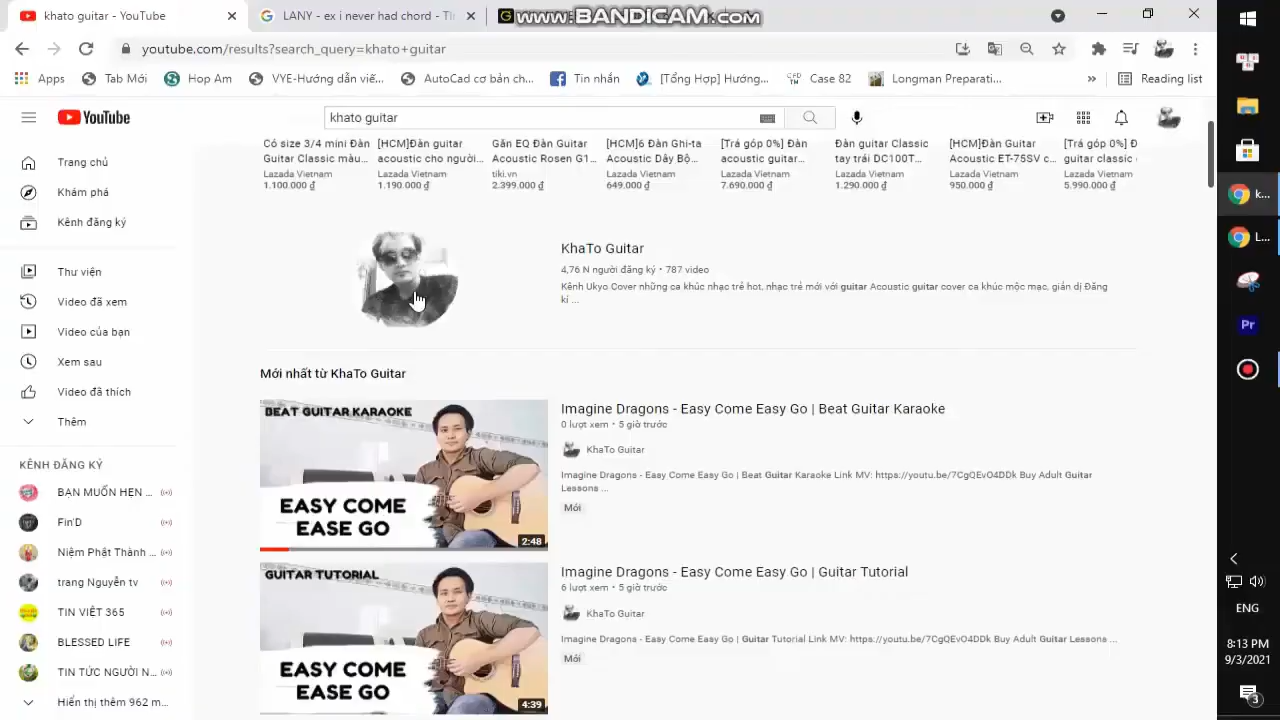 khato guitar - YouTube
LANY - ex i never had chord - Ti
www.BANDICAM.com
youtube.com/results?search_query=khato+guitar
Apps
Tab Mới
Hop Am
VYE-Hướng dẫn viế...
AutoCad cơ bản ch...
Tin nhắn
[Tổng Hợp] Hướng...
Case 82
Longman Preparati...
»
Reading list
YouTube
khato guitar
Có size 3/4 mini Đàn Guitar Classic màu...
Lazada Vietnam
1.100.000 ₫
[HCM]Đàn guitar acoustic cho người...
Lazada Vietnam
1.190.000 ₫
Gắn EQ Đàn Guitar Acoustic Rosen G1...
tiki.vn
2.399.000 ₫
[HCM]6 Đàn Ghi-ta Acoustic Dây Bộ...
Lazada Vietnam
649.000 ₫
[Trả góp 0%] Đàn acoustic guitar...
Lazada Vietnam
7.690.000 ₫
Đàn guitar Classic tay trái DC100T...
Lazada Vietnam
1.290.000 ₫
[HCM]Đàn Guitar Acoustic ET-75SV c...
Lazada Vietnam
950.000 ₫
[Trả góp 0%] Đàn guitar classic
Lazada Vietnam
5.990.000 ₫
Trang chủ
Khám phá
Kênh đăng ký
Thư viện
Video đã xem
Video của bạn
Xem sau
Video đã thích
Thêm
KÊNH ĐĂNG KÝ
BẠN MUỐN HẸN ...
Fin'D
Niệm Phật Thành ...
trang Nguyễn tv
TIN VIỆT 365
BLESSED LIFE
TIN TỨC NGƯỜI N...
Hiển thị thêm 962 m...
KhaTo Guitar
4,76 N người đăng ký • 787 video
Kênh Ukyo Cover những ca khúc nhạc trẻ hot, nhạc trẻ mới với guitar Acoustic guitar cover ca khúc mộc mạc, giản dị Đăng
kí ...
Mới nhất từ KhaTo Guitar
BEAT GUITAR KARAOKE
EASY COME
EASE GO
2:48
Imagine Dragons - Easy Come Easy Go | Beat Guitar Karaoke
0 lượt xem • 5 giờ trước
KhaTo Guitar
Imagine Dragons - Easy Come Easy Go | Beat Guitar Karaoke Link MV: https://youtu.be/7CgQEvO4DDk Buy Adult Guitar
Lessons ...
Mới
GUITAR TUTORIAL
EASY COME
EASE GO
4:39
Imagine Dragons - Easy Come Easy Go | Guitar Tutorial
6 lượt xem • 5 giờ trước
KhaTo Guitar
Imagine Dragons - Easy Come Easy Go | Guitar Tutorial Link MV: https://youtu.be/7CgQEvO4DDk Buy Adult Guitar Lessons ...
Mới
k...
L...
Pr
ENG
8:13 PM
9/3/2021
3